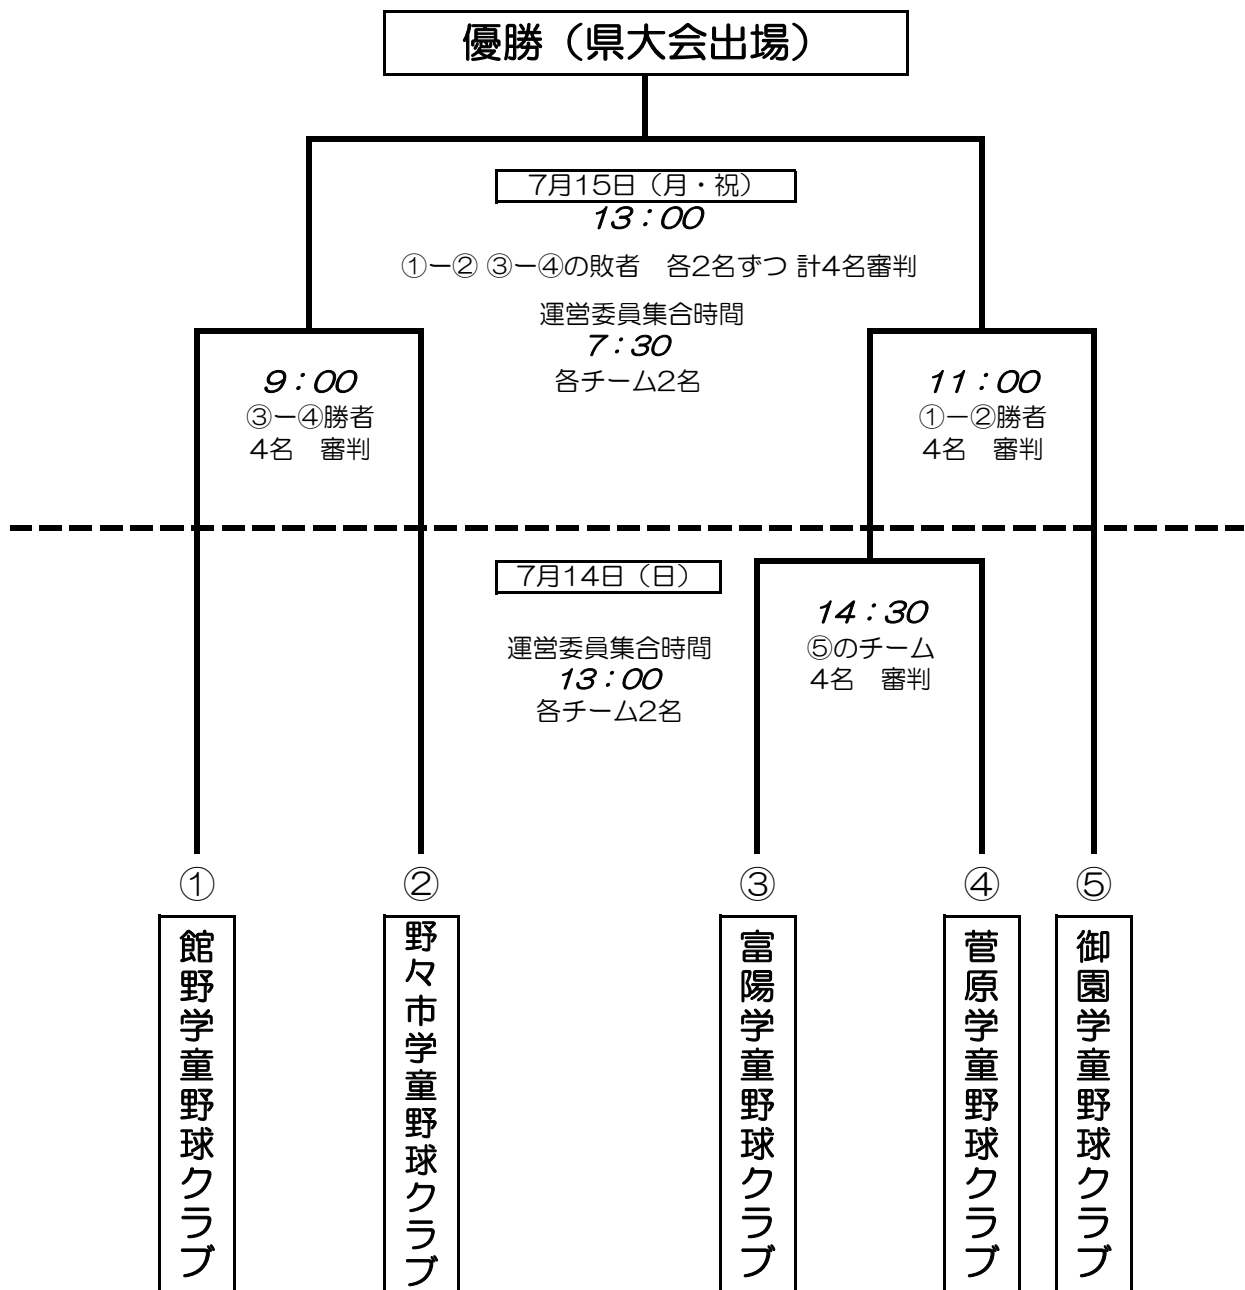 優勝（県大会出場）
7月15日（月・祝）
13：00
①ー② ③ー④の敗者　各2名ずつ 計4名審判
運営委員集合時間
7：30
各チーム2名
9：00
③ー④勝者
4名　審判
11：00
①ー②勝者
4名　審判
7月14日（日）
運営委員集合時間
13：00
各チーム2名
14：30
⑤のチーム
4名　審判
①
②
③
④
⑤
館野学童野球クラブ
野々市学童野球クラブ
富陽学童野球クラブ
菅原学童野球クラブ
御園学童野球クラブ